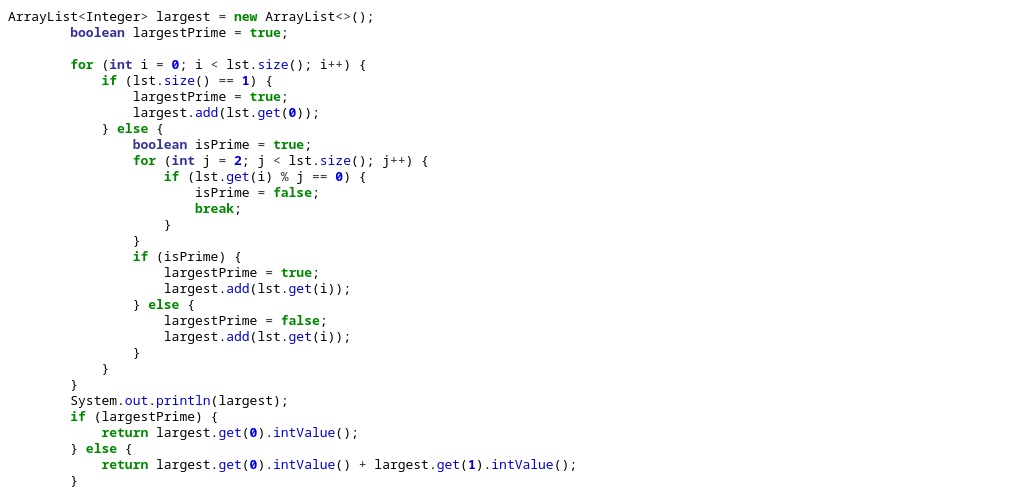 ArrayList<Integer> largest = new ArrayList<>();
        boolean largestPrime = true;

        for (int i = 0; i < lst.size(); i++) {
            if (lst.size() == 1) {
                largestPrime = true;
                largest.add(lst.get(0));
            } else {
                boolean isPrime = true;
                for (int j = 2; j < lst.size(); j++) {
                    if (lst.get(i) % j == 0) {
                        isPrime = false;
                        break;
                    }
                }
                if (isPrime) {
                    largestPrime = true;
                    largest.add(lst.get(i));
                } else {
                    largestPrime = false;
                    largest.add(lst.get(i));
                }
            }
        }
        System.out.println(largest);
        if (largestPrime) {
            return largest.get(0).intValue();
        } else {
            return largest.get(0).intValue() + largest.get(1).intValue();
        }